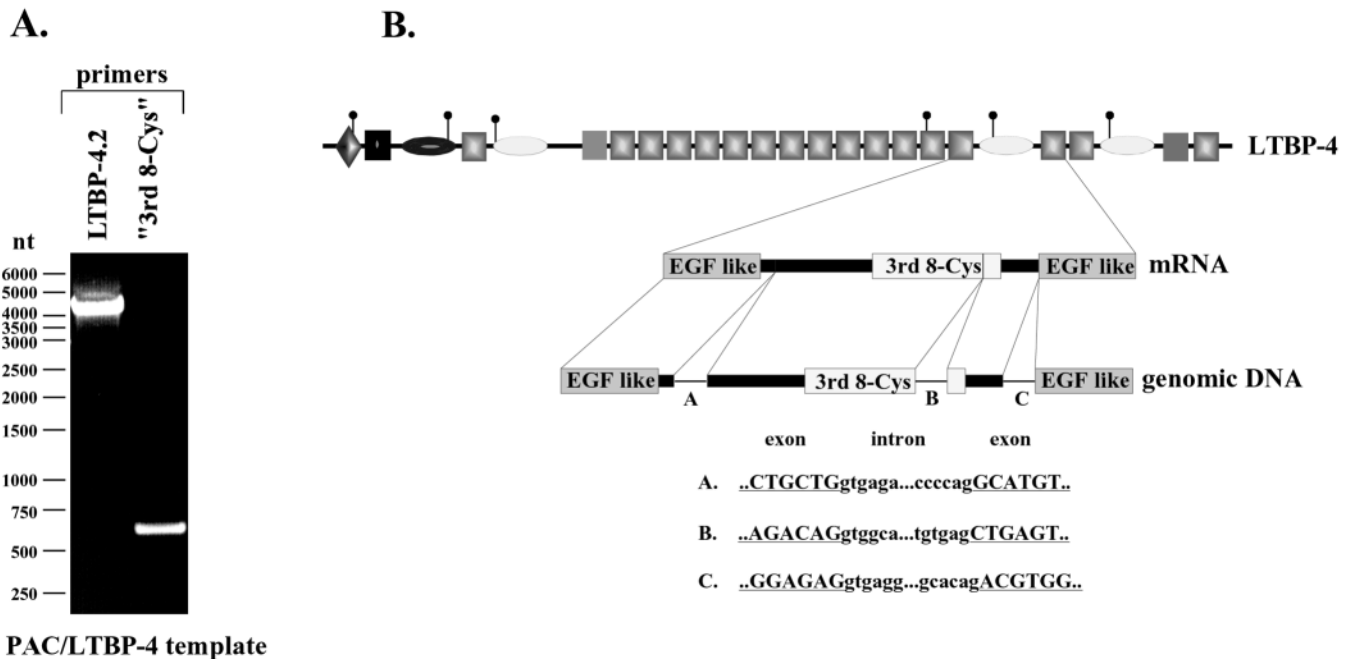 A.
primers
LTBP-4.2
"3rd 8-Cys"
nt
6000
5000
4000
3500
3000
2500
2000
1500
1000
750
500
250
PAC/LTBP-4 template
B.
LTBP-4
EGF like 3rd 8-Cys EGF like mRNA
EGF like 3rd 8-Cys EGF like genomic DNA
A B C
exon intron exon
A. ..CTGCTGgtgaga...ccccagGCATGT..
B. ..AGACAGgtggca...tgtgagCTGAGT..
C. ..GGAGAGgtgagg...gcacagACGTGG..